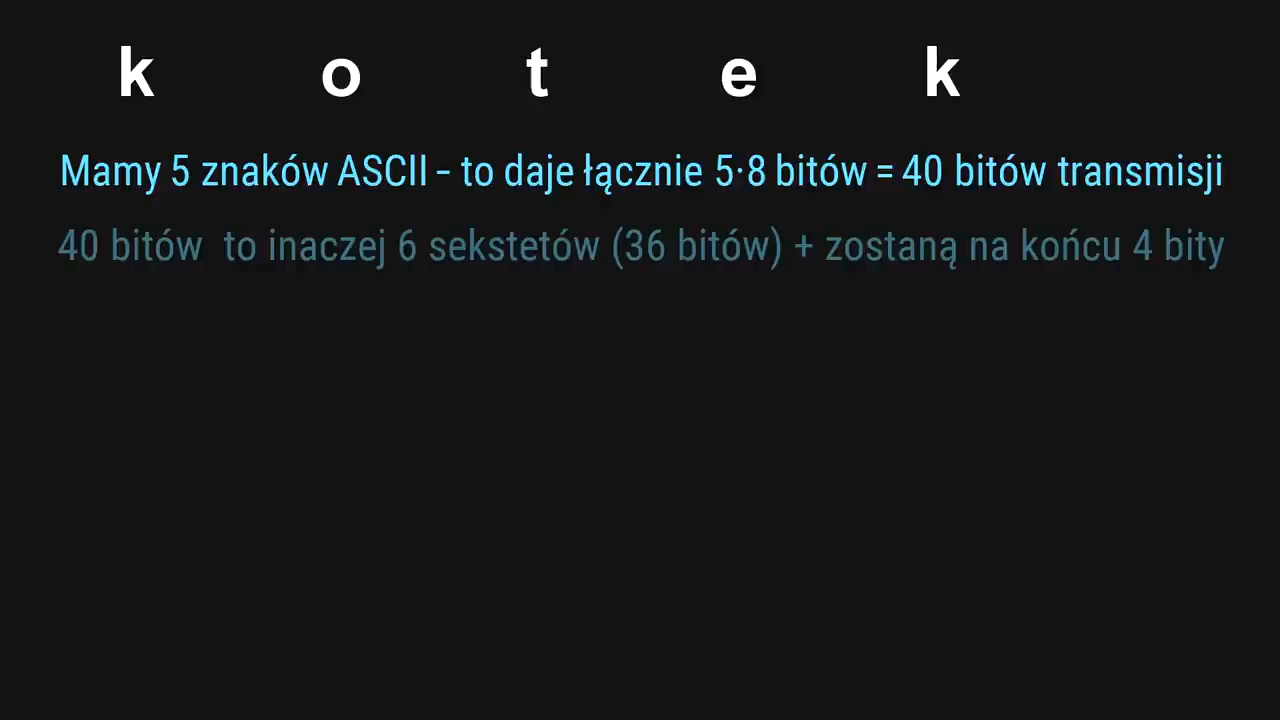 k o t e k
Mamy 5 znaków ASCII – to daje łącznie 5·8 bitów = 40 bitów transmisji
40 bitów to inaczej 6 sekstetów (36 bitów) + zostaną na końcu 4 bity